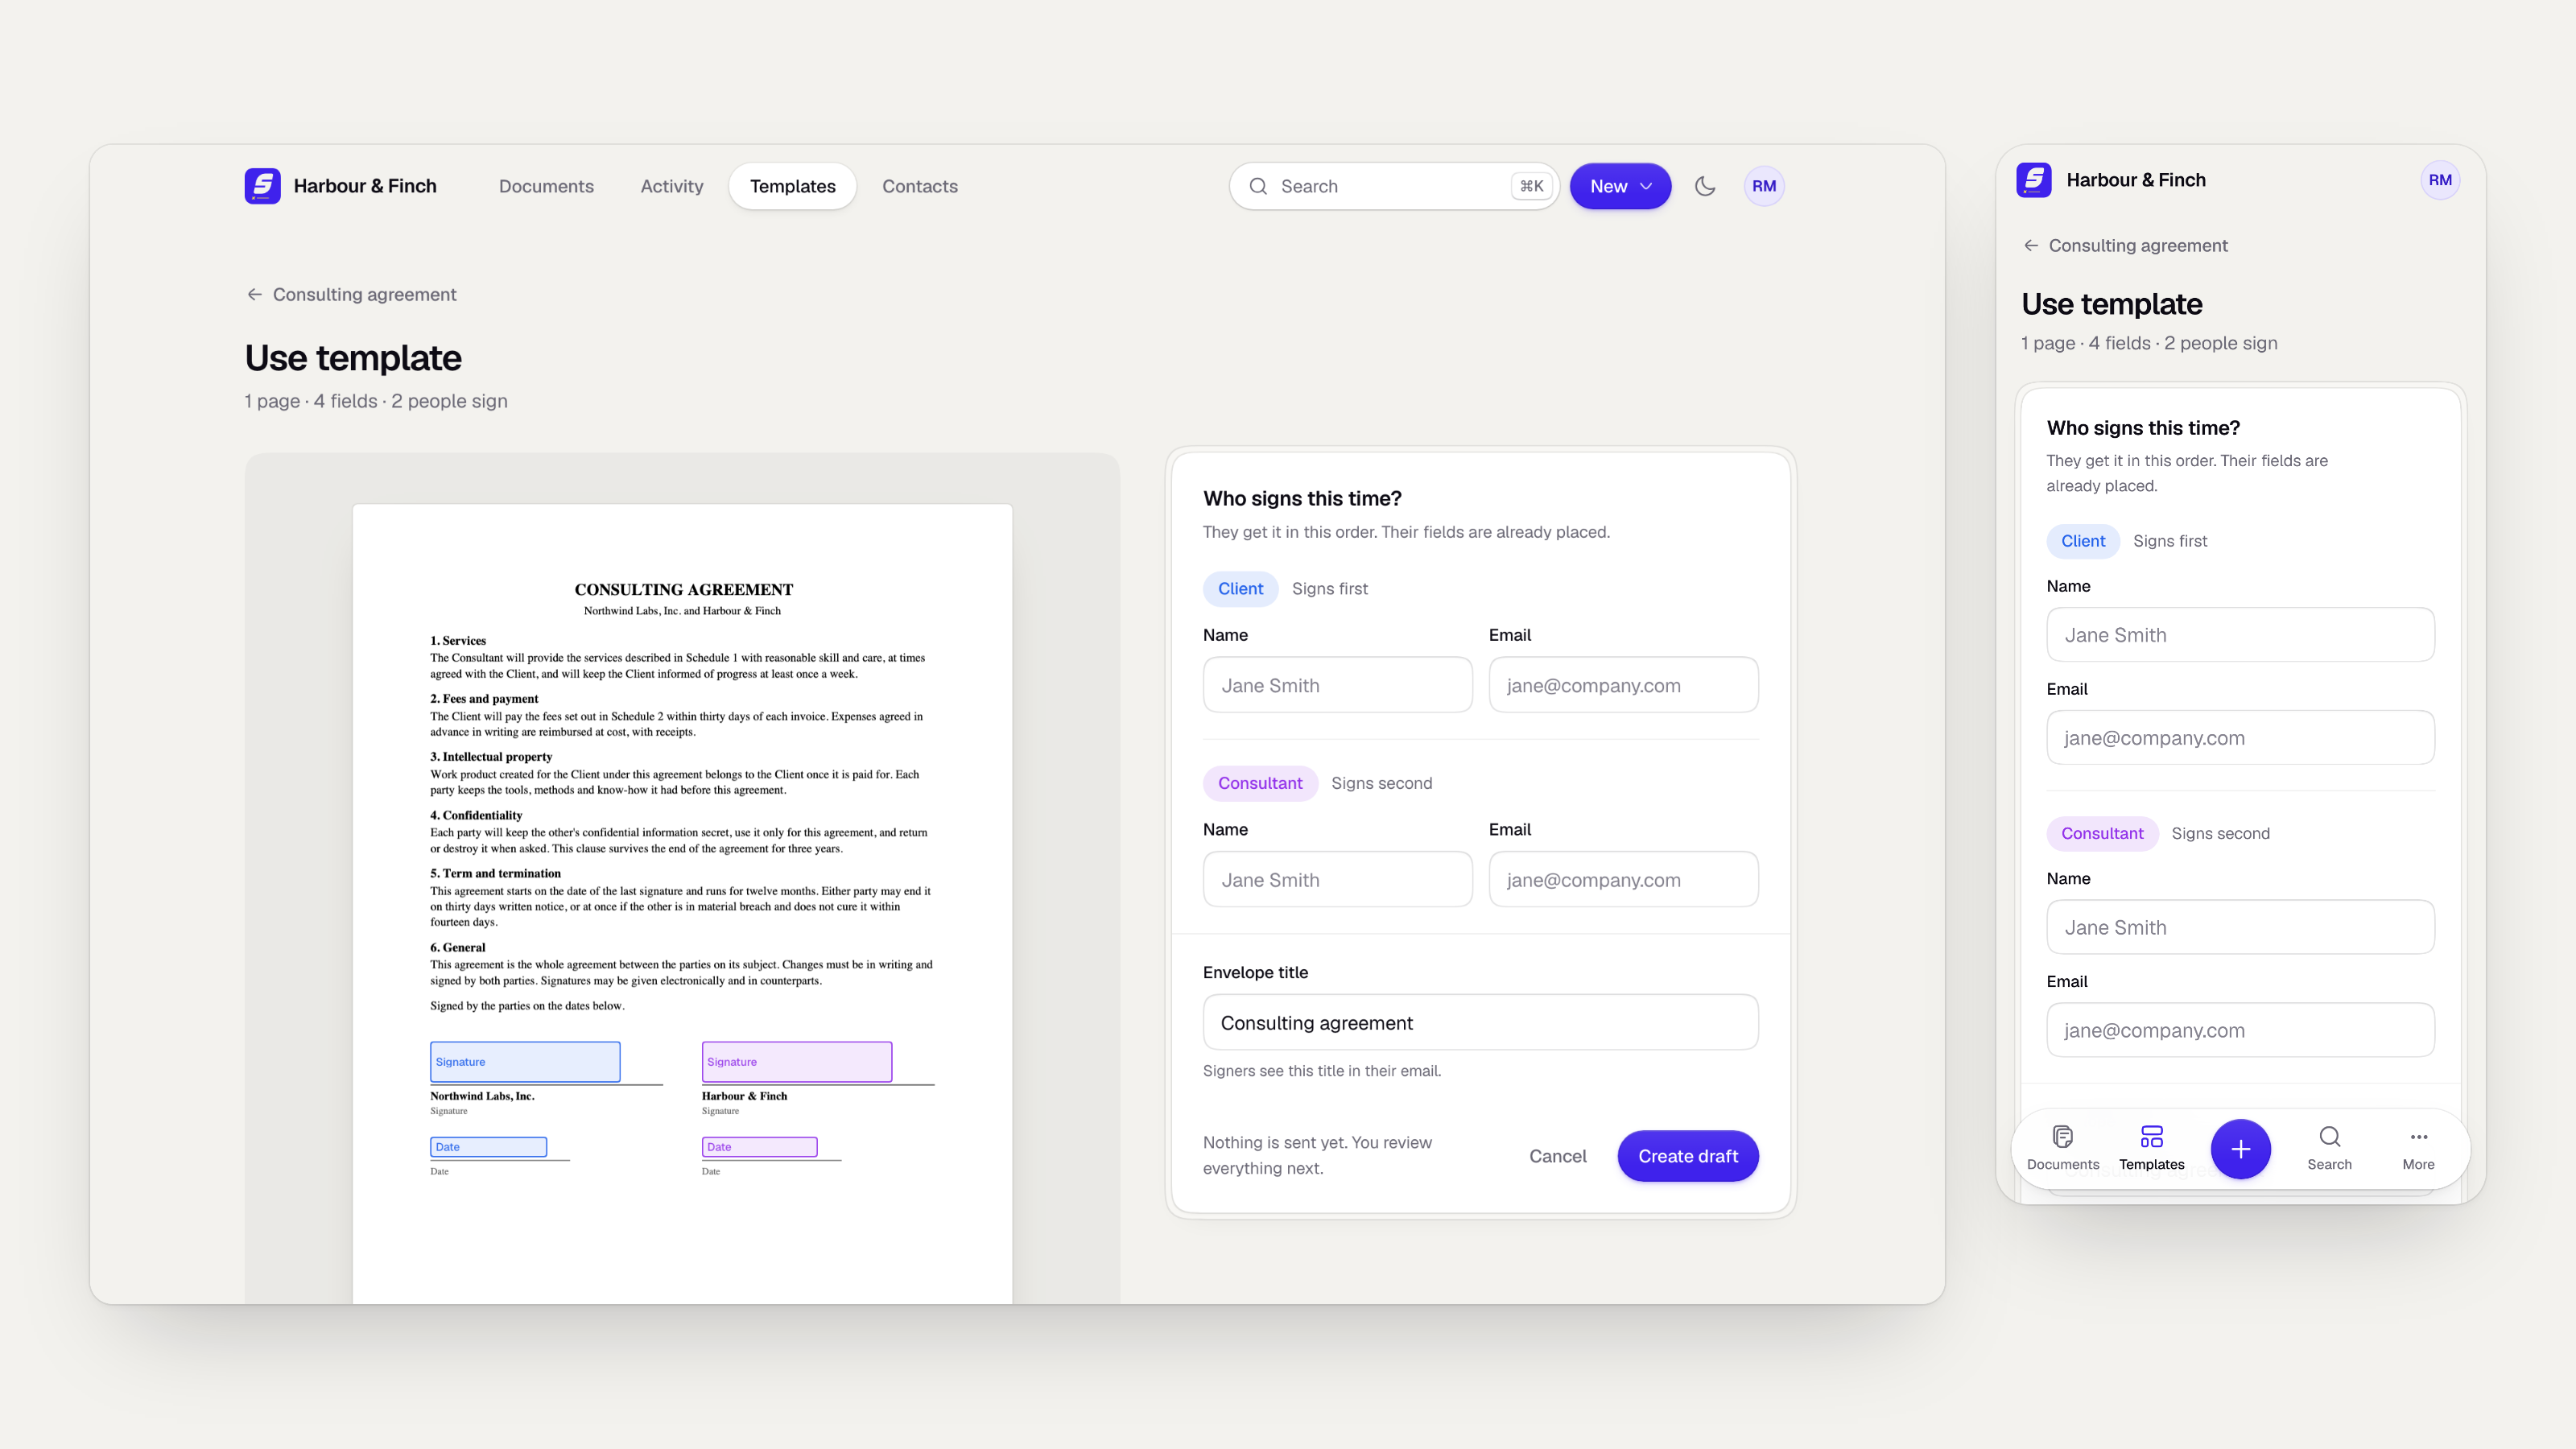 Harbour & Finch
Documents
Activity
Templates
Contacts
Search
⌘K
New
RM
Consulting agreement
Use template
1 page · 4 fields · 2 people sign
CONSULTING AGREEMENT
Northwind Labs, Inc. and Harbour & Finch
1. Services
The Consultant will provide the services described in Schedule 1 with reasonable skill and care, at times
agreed with the Client, and will keep the Client informed of progress at least once a week.
2. Fees and payment
The Client will pay the fees set out in Schedule 2 within thirty days of each invoice. Expenses agreed in
advance in writing are reimbursed at cost, with receipts.
3. Intellectual property
Work product created for the Client under this agreement belongs to the Client once it is paid for. Each
party keeps the tools, methods and know-how it had before this agreement.
4. Confidentiality
Each party will keep the other's confidential information secret, use it only for this agreement, and return
or destroy it when asked. This clause survives the end of the agreement for three years.
5. Term and termination
This agreement starts on the date of the last signature and runs for twelve months. Either party may end it
on thirty days written notice, or at once if the other is in material breach and does not cure it within
fourteen days.
6. General
This agreement is the whole agreement between the parties on its subject. Changes must be in writing and
signed by both parties. Signatures may be given electronically and in counterparts.
Signed by the parties on the dates below.
Signature
Signature
Northwind Labs, Inc.
Harbour & Finch
Signature
Signature
Date
Date
Date
Date
Who signs this time?
They get it in this order. Their fields are already placed.
Client
Signs first
Name
Email
Jane Smith
jane@company.com
Consultant
Signs second
Name
Email
Jane Smith
jane@company.com
Envelope title
Consulting agreement
Signers see this title in their email.
Nothing is sent yet. You review
everything next.
Cancel
Create draft
Harbour & Finch
RM
Consulting agreement
Use template
1 page · 4 fields · 2 people sign
Who signs this time?
They get it in this order. Their fields are
already placed.
Client
Signs first
Name
Jane Smith
Email
jane@company.com
Consultant
Signs second
Name
Jane Smith
Email
jane@company.com
Documents
Templates
Search
More